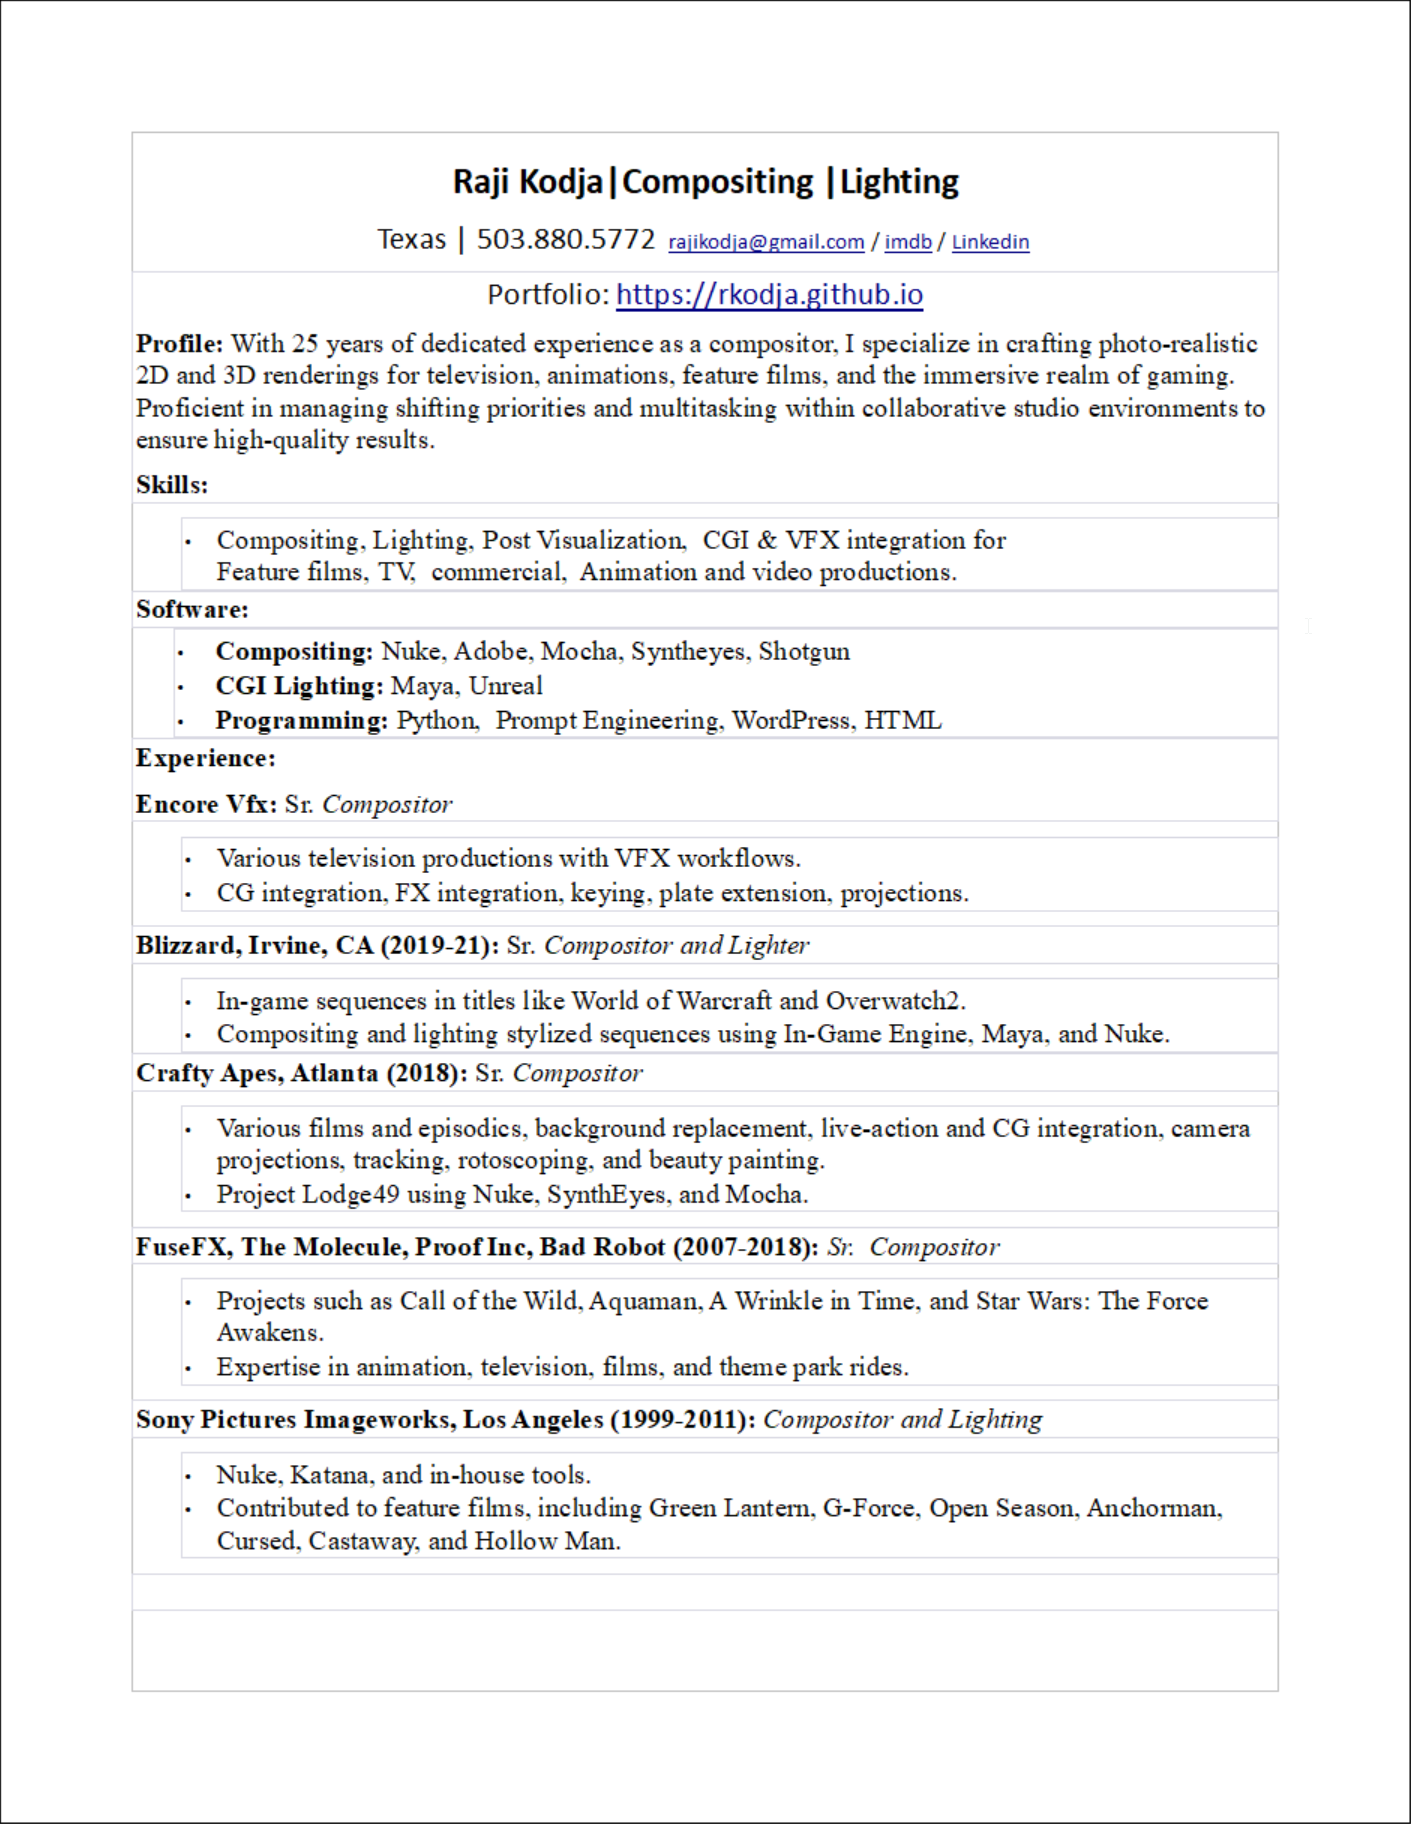 Raji Kodja|Compositing |Lighting
Texas | 503.880.5772 rajikodja@gmail.com / imdb / Linkedin
Portfolio: https://rkodja.github.io
Profile: With 25 years of dedicated experience as a compositor, I specialize in crafting photo-realistic
2D and 3D renderings for television, animations, feature films, and the immersive realm of gaming.
Proficient in managing shifting priorities and multitasking within collaborative studio environments to
ensure high-quality results.
Skills:
• Compositing, Lighting, Post Visualization, CGI & VFX integration for
Feature films, TV, commercial, Animation and video productions.
Software:
• Compositing: Nuke, Adobe, Mocha, Syntheyes, Shotgun
• CGI Lighting: Maya, Unreal
• Programming: Python, Prompt Engineering, WordPress, HTML
Experience:
Encore Vfx: Sr. Compositor
• Various television productions with VFX workflows.
• CG integration, FX integration, keying, plate extension, projections.
Blizzard, Irvine, CA (2019-21): Sr. Compositor and Lighter
• In-game sequences in titles like World of Warcraft and Overwatch2.
• Compositing and lighting stylized sequences using In-Game Engine, Maya, and Nuke.
Crafty Apes, Atlanta (2018): Sr. Compositor
• Various films and episodics, background replacement, live-action and CG integration, camera
projections, tracking, rotoscoping, and beauty painting.
• Project Lodge49 using Nuke, SynthEyes, and Mocha.
FuseFX, The Molecule, Proof Inc, Bad Robot (2007-2018): Sr. Compositor
• Projects such as Call of the Wild, Aquaman, A Wrinkle in Time, and Star Wars: The Force
Awakens.
• Expertise in animation, television, films, and theme park rides.
Sony Pictures Imageworks, Los Angeles (1999-2011): Compositor and Lighting
• Nuke, Katana, and in-house tools.
• Contributed to feature films, including Green Lantern, G-Force, Open Season, Anchorman,
Cursed, Castaway, and Hollow Man.